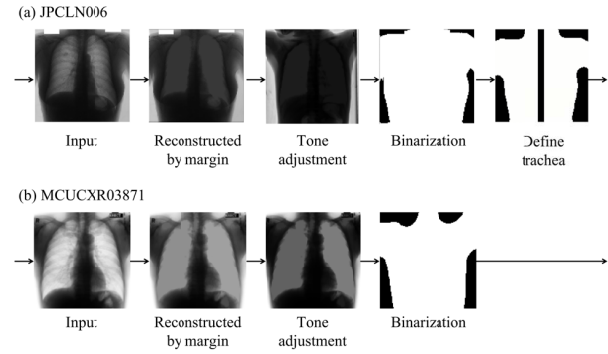 (a) JPCLN006
Input
Reconstructed
by margin
Tone
adjustment
Binarization
Define
trachea
(b) MCUCXR03871
Input
Reconstructed
by margin
Tone
adjustment
Binarization